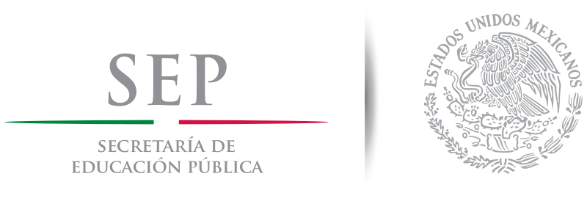 SEP
SECRETARÍA DE
EDUCACIÓN PÚBLICA
ESTADOS UNIDOS MEXICANOS